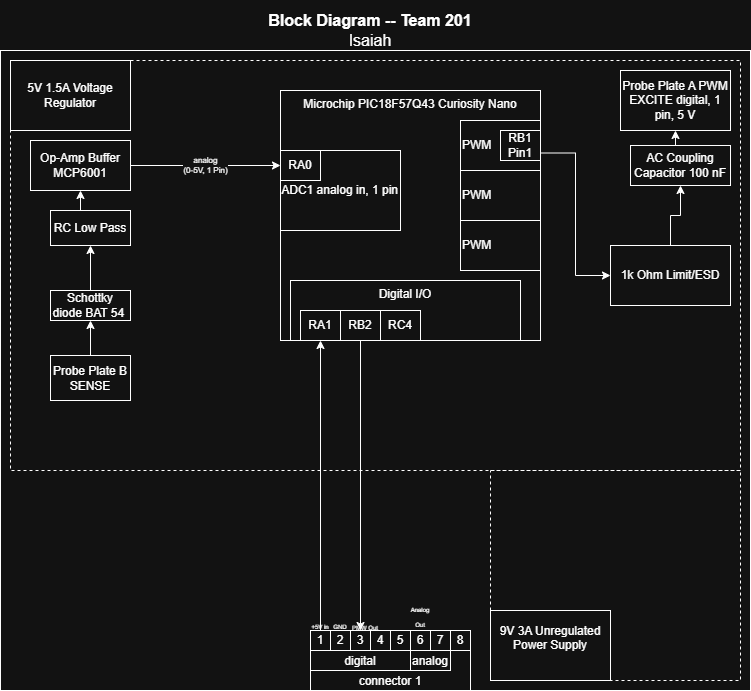 Block Diagram -- Team 201
Isaiah
5V 1.5A Voltage
Regulator
Op-Amp Buffer
MCP6001
RC Low Pass
Schottky
diode BAT 54
Probe Plate B
SENSE
analog
(0-5V, 1 Pin)
Microchip PIC18F57Q43 Curiosity Nano
RA0
ADC1 analog in, 1 pin
PWM
RB1
Pin1
PWM
PWM
Digital I/O
RA1
RB2
RC4
Probe Plate A PWM
EXCITE digital, 1
pin, 5 V
AC Coupling
Capacitor 100 nF
1k Ohm Limit/ESD
9V 3A Unregulated
Power Supply
Analog
Out
+5V in
GND
PWM Out
1
2
3
4
5
6
7
8
digital
analog
connector 1